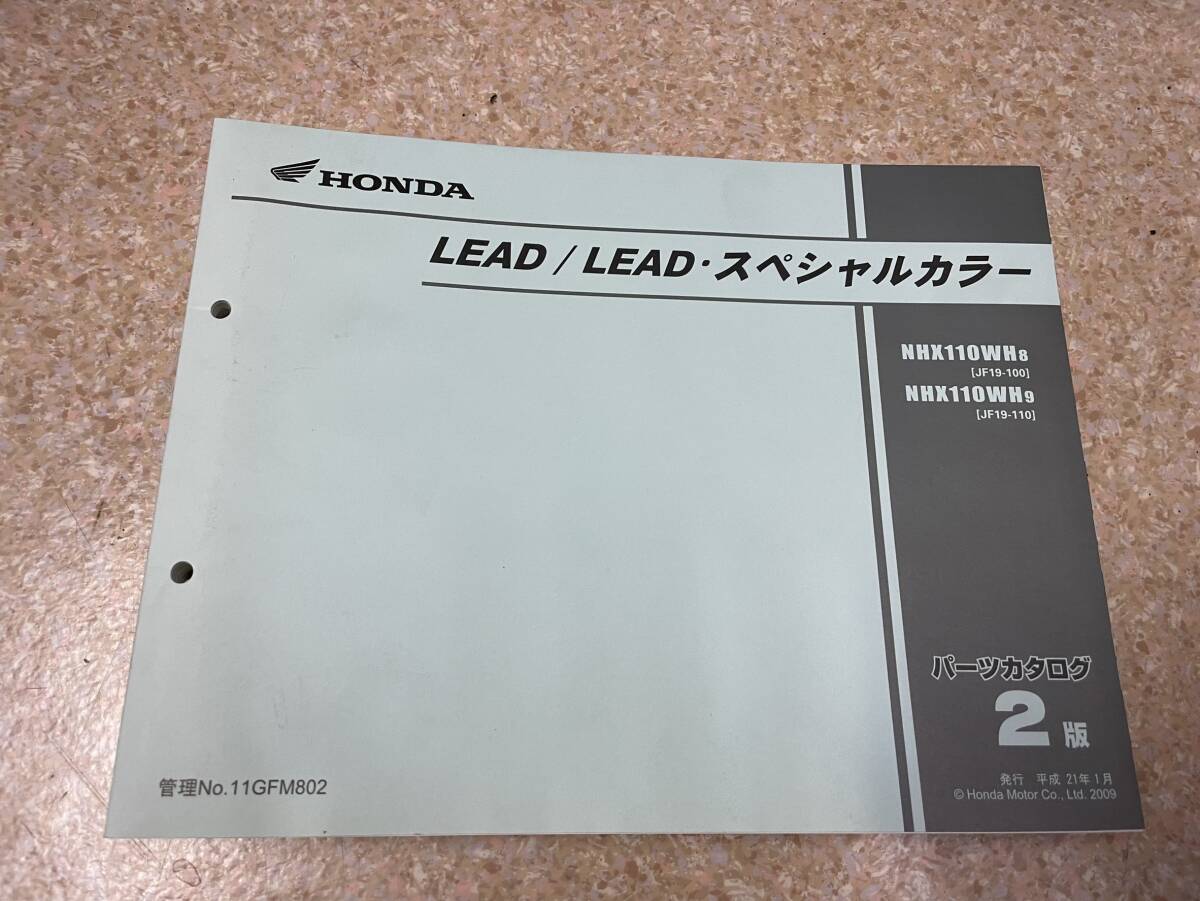 HONDA
LEAD / LEAD・スペシャルカラー
NHX110WH8
[JF19-100]
NHX110WH9
[JF19-110]
パーツカタログ
2版
発行 平成 21年 1月
© Honda Motor Co., Ltd. 2009
管理No.11GFM802